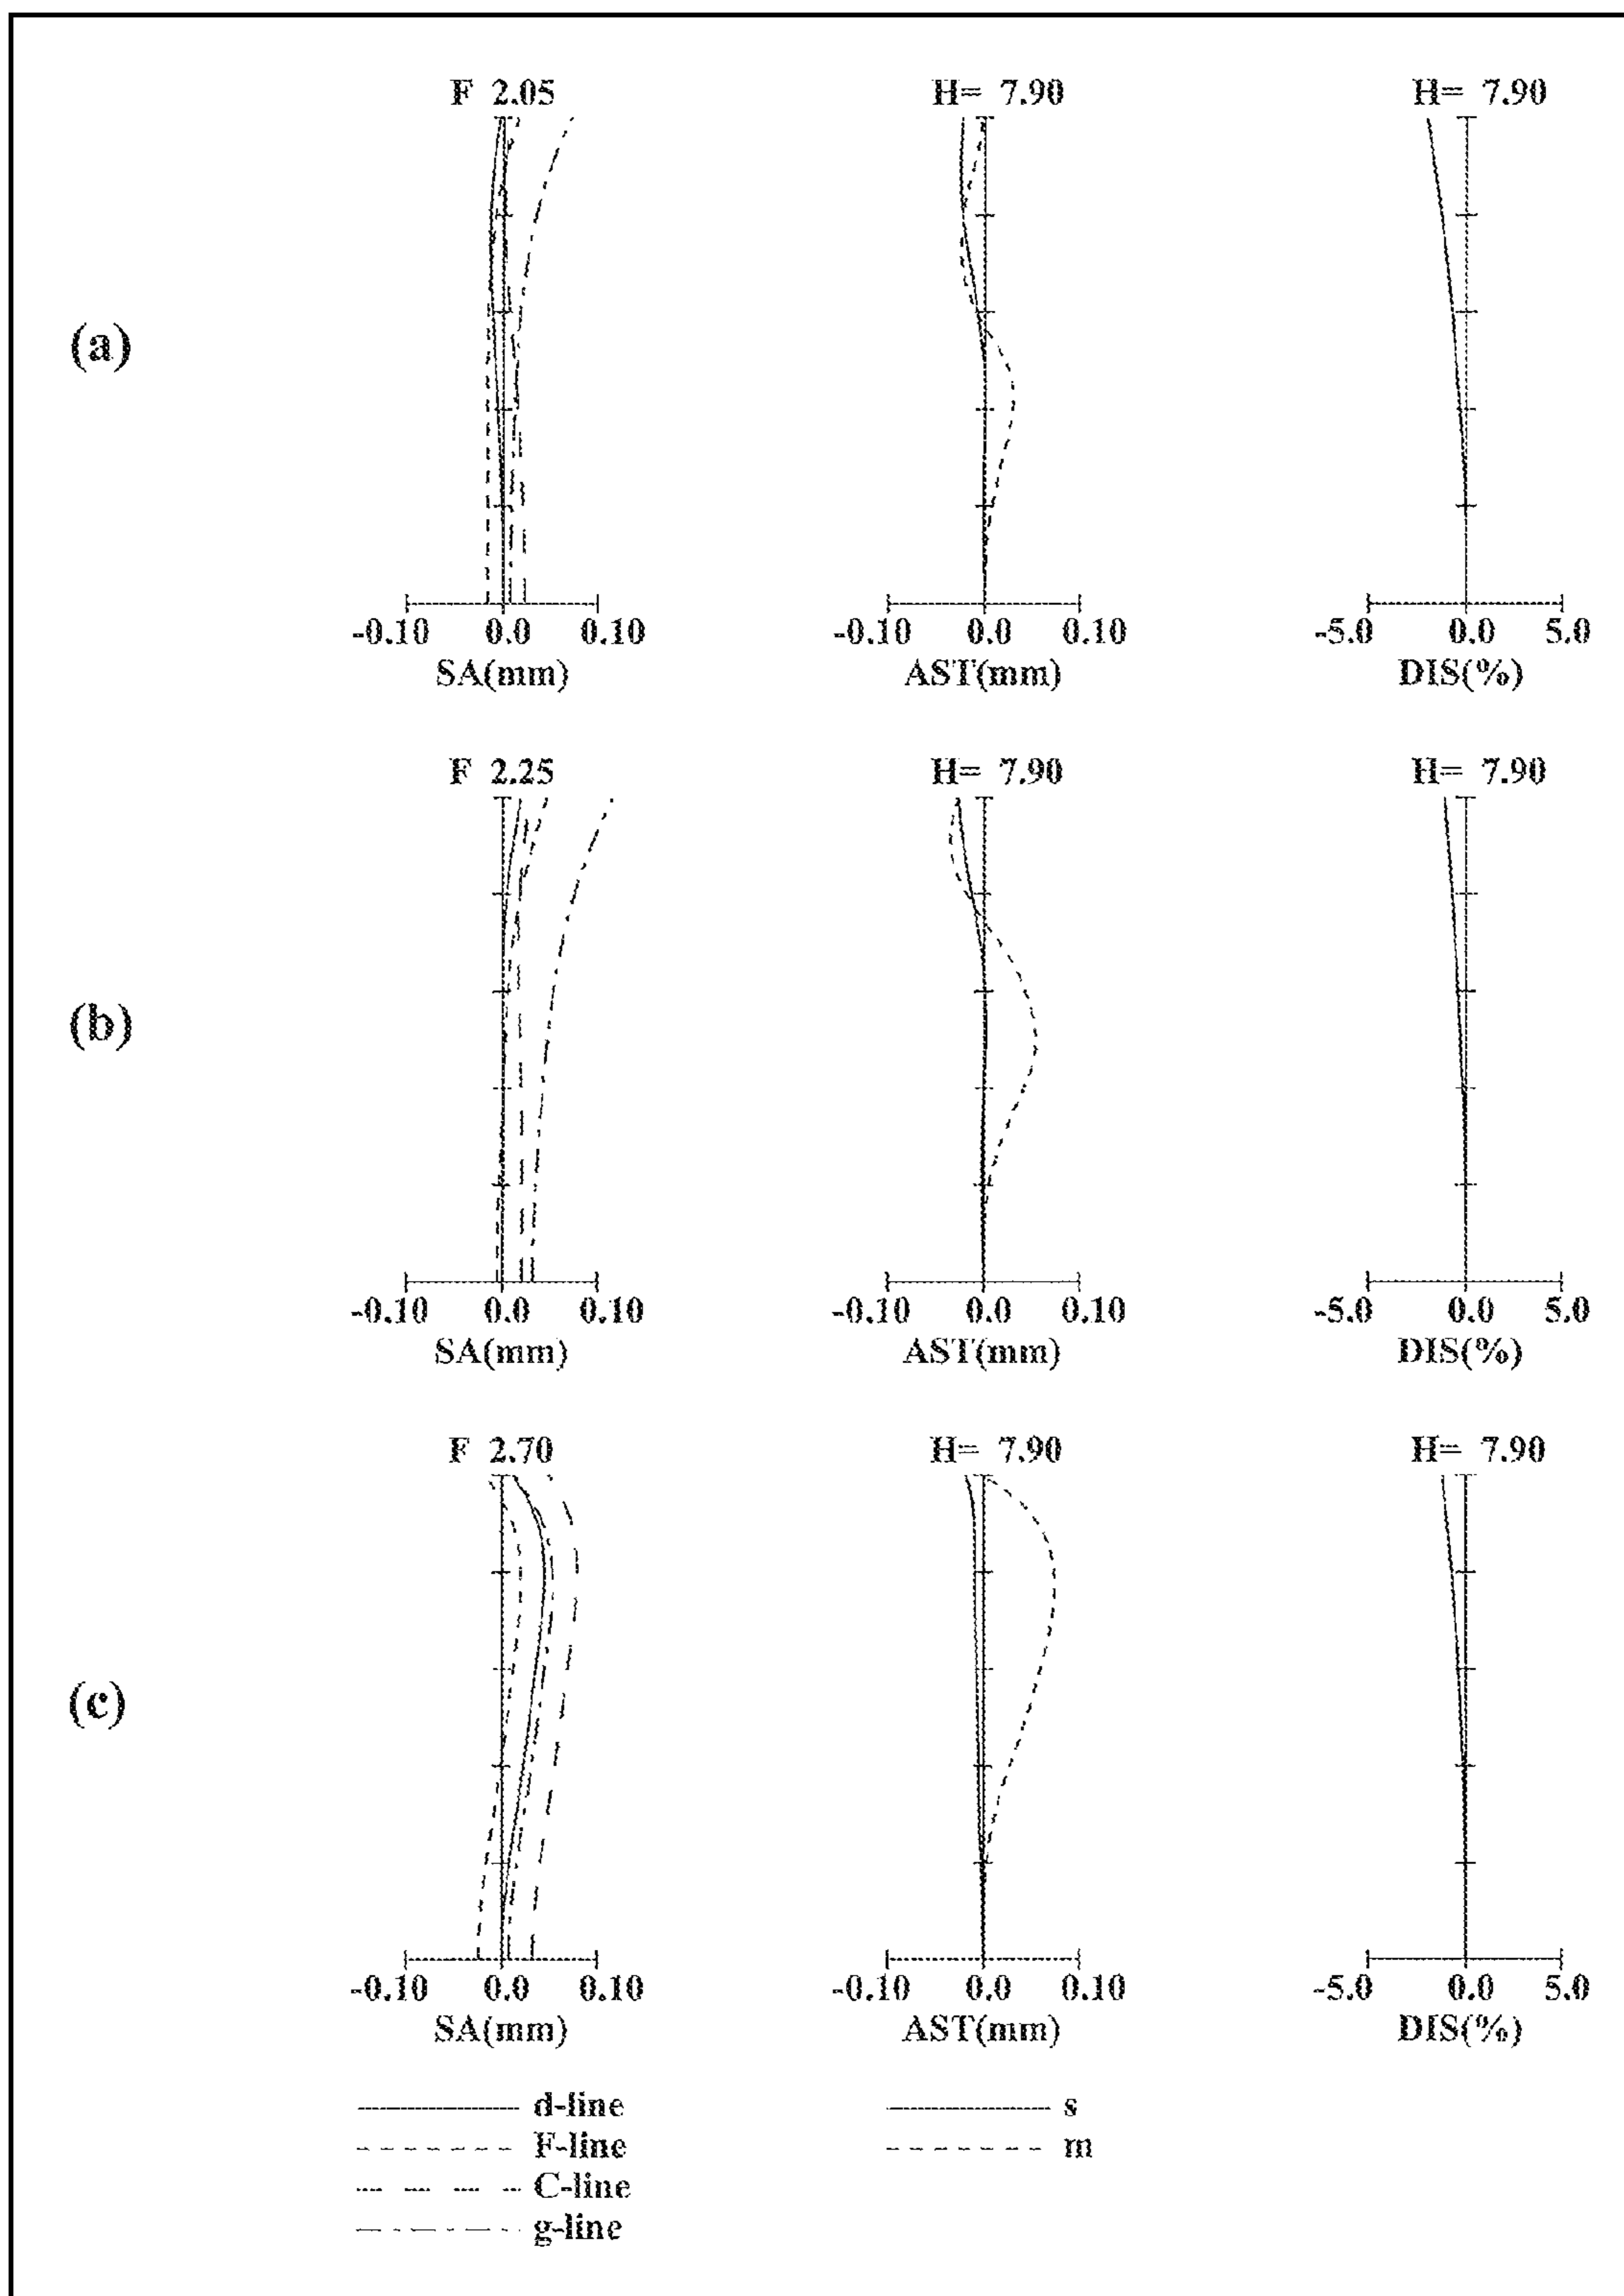 F 2.05 H= 7.90 H= 7.90
(a)
-0.10 0.0 0.10 -0.10 0.0 0.10 -5.0 0.0 5.0
SA(mm) AST(mm) DIS(%)
F 2.25 H= 7.90 H= 7.90
(b)
-0.10 0.0 0.10 -0.10 0.0 0.10 -5.0 0.0 5.0
SA(mm) AST(mm) DIS(%)
F 2.70 H= 7.90 H= 7.90
(c)
-0.10 0.0 0.10 -0.10 0.0 0.10 -5.0 0.0 5.0
SA(mm) AST(mm) DIS(%)
d-line s
F-line m
C-line
g-line